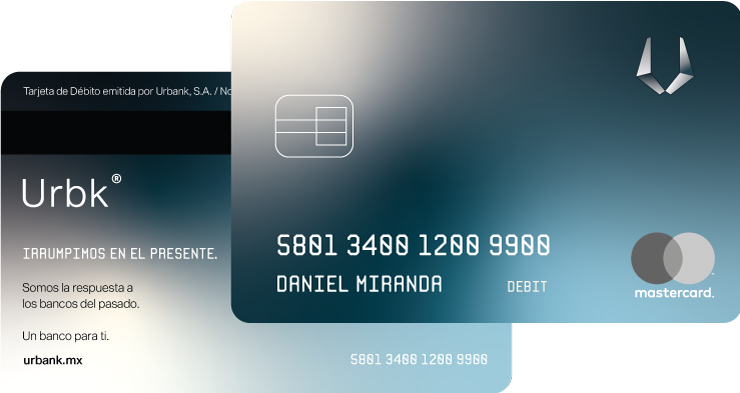 Tarjeta de Débito emitida por Urbank, S.A. / No
Urbk®
IRRUMPIMOS EN EL PRESENTE.
Somos la respuesta a
los bancos del pasado.
Un banco para ti.
urbank.mx
5801 3400 1200 9900
5801 3400 1200 9900
DANIEL MIRANDA
DEBIT
mastercard.